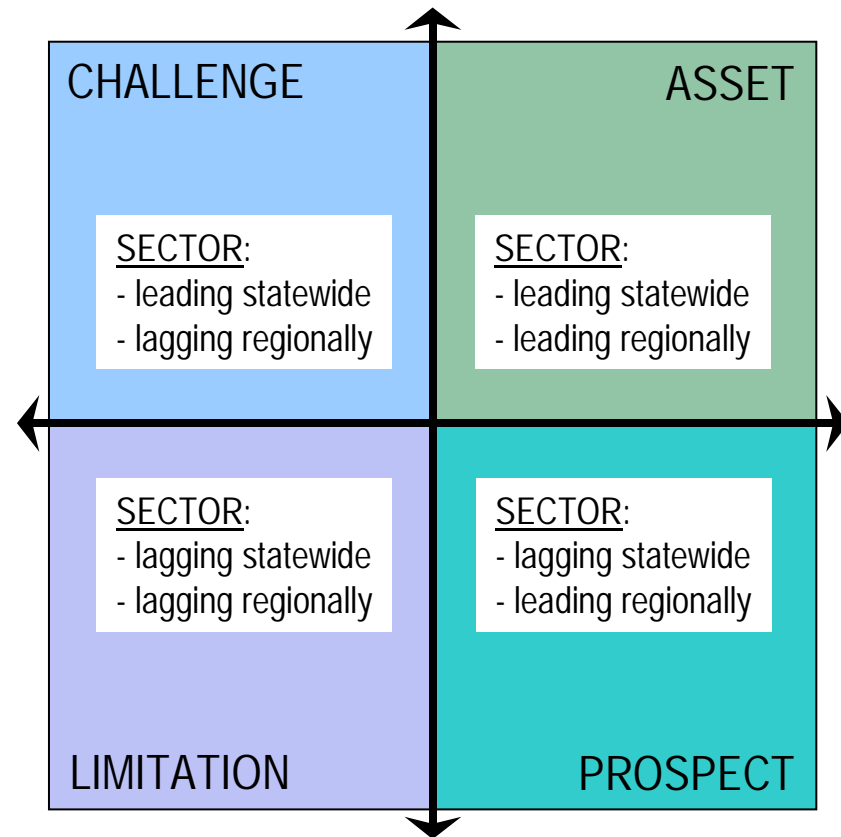 CHALLENGE
SECTOR:
- leading statewide
- lagging regionally
ASSET
SECTOR:
- leading statewide
- leading regionally
SECTOR:
- lagging statewide
- lagging regionally
LIMITATION
SECTOR:
- lagging statewide
- leading regionally
PROSPECT